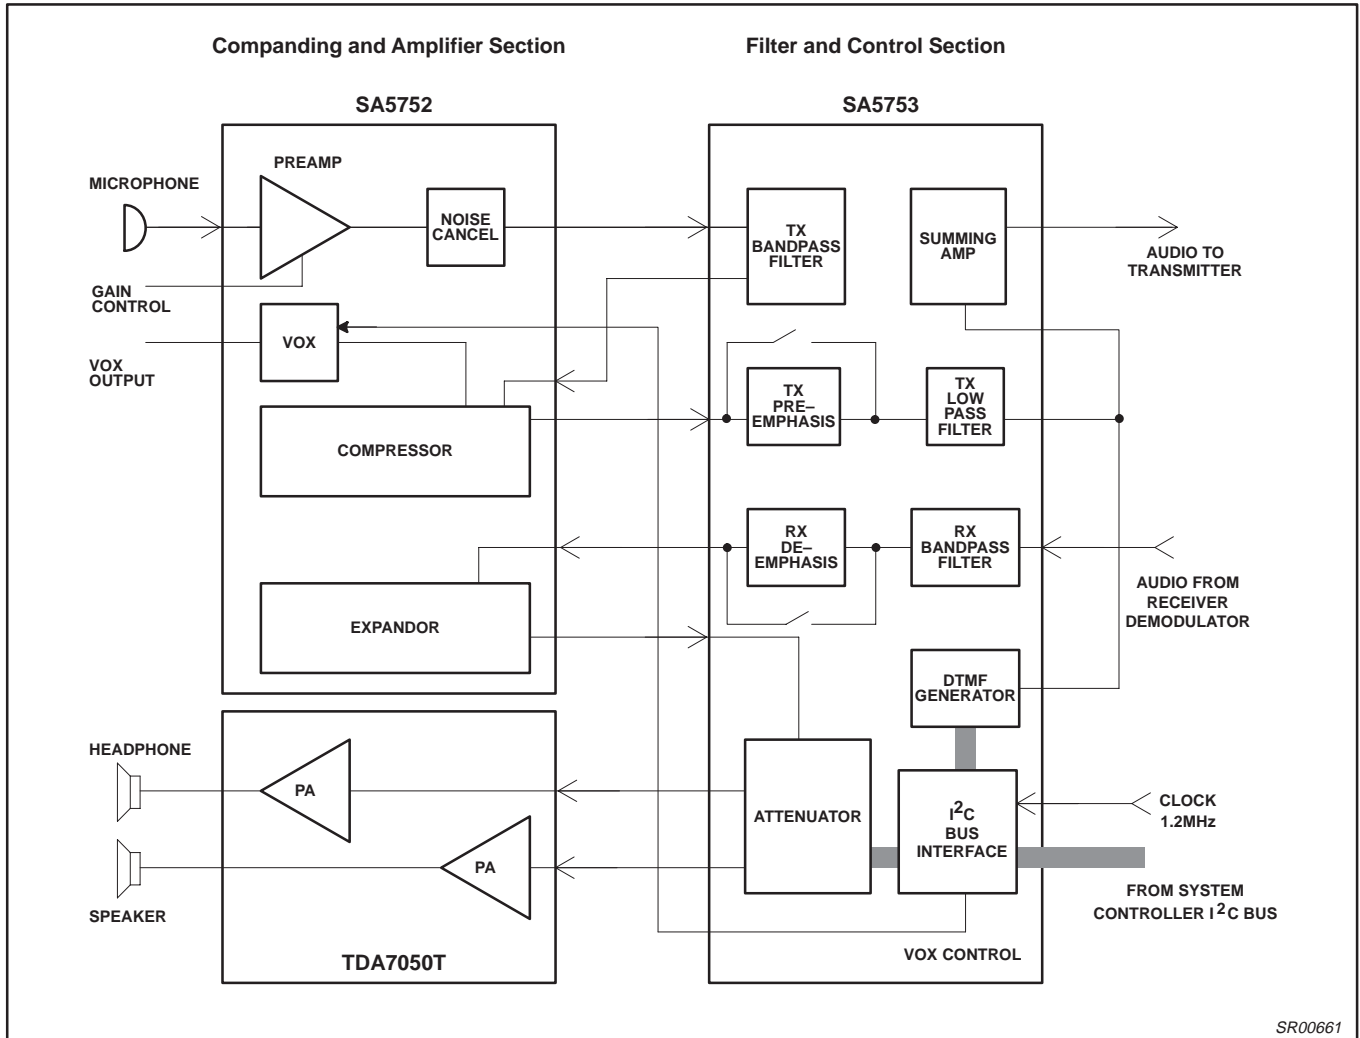 Companding and Amplifier Section
Filter and Control Section
SA5752
SA5753
PREAMP
MICROPHONE
NOISE
CANCEL
TX
BANDPASS
FILTER
SUMMING
AMP
AUDIO TO
TRANSMITTER
GAIN
CONTROL
VOX
VOX
OUTPUT
TX
PRE–
EMPHASIS
TX
LOW
PASS
FILTER
COMPRESSOR
RX
DE–
EMPHASIS
RX
BANDPASS
FILTER
AUDIO FROM
RECEIVER
DEMODULATOR
EXPANDOR
DTMF
GENERATOR
HEADPHONE
PA
ATTENUATOR
I²C
BUS
INTERFACE
CLOCK
1.2MHz
PA
SPEAKER
FROM SYSTEM
CONTROLLER I²C BUS
TDA7050T
VOX CONTROL
SR00661